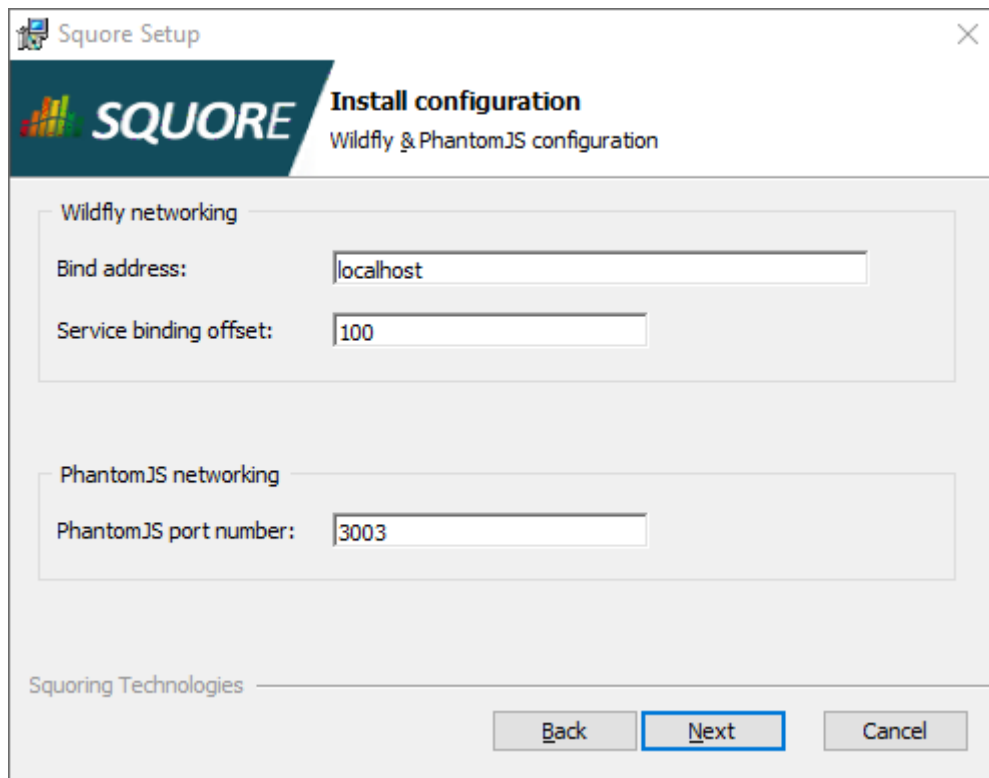 Squore Setup
SQUORE
Install configuration
Wildfly & PhantomJS configuration
Wildfly networking
Bind address: localhost
Service binding offset: 100
PhantomJS networking
PhantomJS port number: 3003
Squoring Technologies
Back Next Cancel